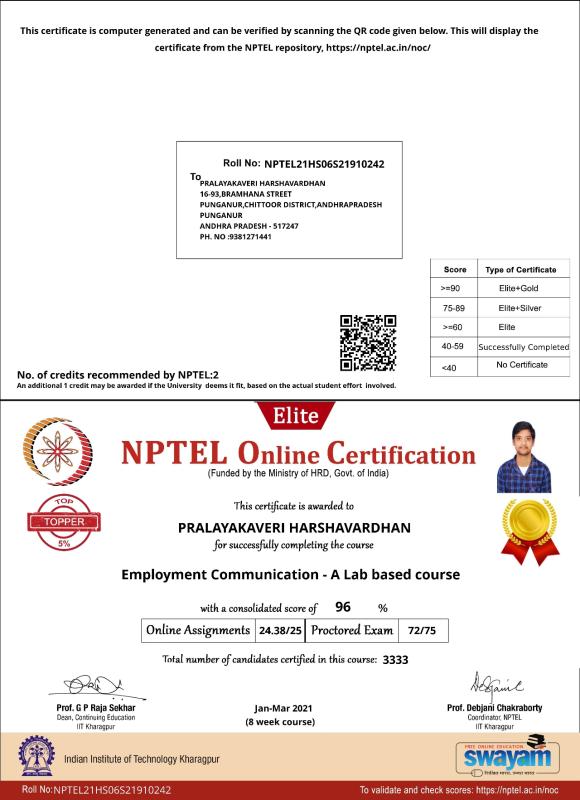 This certificate is computer generated and can be verified by scanning the QR code given below. This will display the
certificate from the NPTEL repository, https://nptel.ac.in/noc/
Roll No: NPTEL21HS06S21910242
To
PRALAYAKAVERI HARSHAVARDHAN
16-93,BRAMHANA STREET
PUNGANUR,CHITTOOR DISTRICT,ANDHRAPRADESH
PUNGANUR
ANDHRA PRADESH - 517247
PH. NO :9381271441
Score Type of Certificate
>=90 Elite+Gold
75-89 Elite+Silver
>=60 Elite
40-59 Successfully Completed
<40 No Certificate
No. of credits recommended by NPTEL:2
An additional 1 credit may be awarded if the University deems it fit, based on the actual student effort involved.
Elite
NPTEL Online Certification
(Funded by the Ministry of HRD, Govt. of India)
TOP
TOPPER
5%
This certificate is awarded to
PRALAYAKAVERI HARSHAVARDHAN
for successfully completing the course
Employment Communication - A Lab based course
with a consolidated score of 96 %
Online Assignments 24.38/25 Proctored Exam 72/75
Total number of candidates certified in this course: 3333
Prof. G P Raja Sekhar
Dean, Continuing Education
IIT Kharagpur
Jan-Mar 2021
(8 week course)
Prof. Debjani Chakraborty
Coordinator, NPTEL
IIT Kharagpur
Indian Institute of Technology Kharagpur
FREE ONLINE EDUCATION
swayam
शिक्षित भारत, उन्नत भारत
Roll No:NPTEL21HS06S21910242
To validate and check scores: https://nptel.ac.in/noc